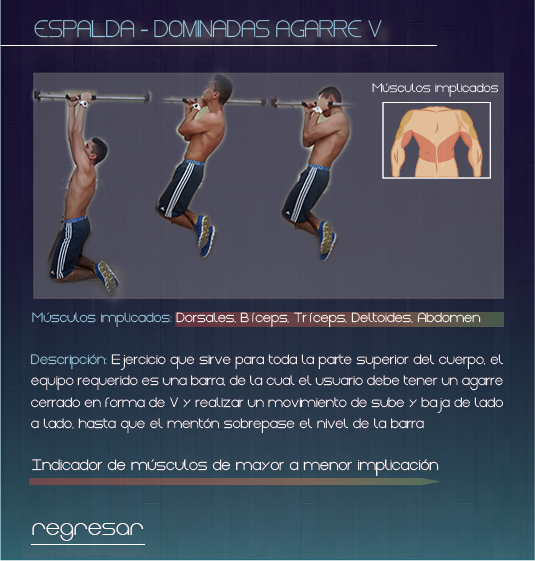 ESPALDA - DOMINADAS AGARRE V
Músculos implicados
Músculos implicados: Dorsales, Bíceps, Tríceps, Deltoides, Abdomen
Descripción: Ejercicio que sirve para toda la parte superior del cuerpo, el
equipo requerido es una barra, de la cual el usuario debe tener un agarre
cerrado en forma de V y realizar un movimiento de sube y baja de lado
a lado, hasta que el mentón sobrepase el nivel de la barra
Indicador de músculos de mayor a menor implicación
regresar